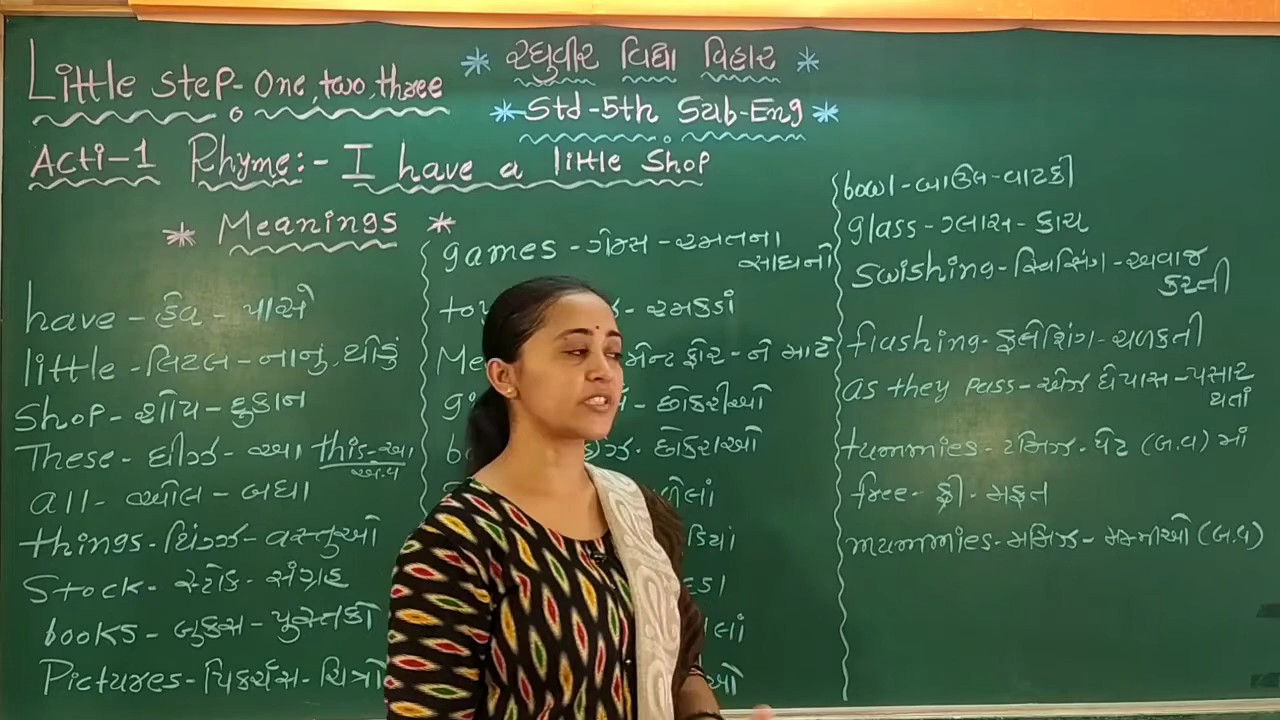 Little step- one, two, three
* રઘુવીર વિદ્યા વિહાર *
* Std-5th Sub-Eng *
Acti-1 Rhyme:- I have a little Shop
* Meanings *
have - હેવ - પાસે
little - લિટલ - નાનું, થોડું
Shop - શોપ - દુકાન
These - ધીઝ - આ this-આ
એ.વ
all - ઓલ - બધા
things - થિંગ્ઝ - વસ્તુઓ
Stock - સ્ટોક - સંગ્રહ
books - બુક્સ - પુસ્તકો
Pictures - પિક્ચર્સ - ચિત્રો
games - ગેમ્સ - રમતના
સાધનો
- રમકડાં
ફોર - ને માટે
- છોકરીઓ
- છોકરાઓ
bowl - બાઉલ - વાટકી
glass - ગ્લાસ - કાચ
swishing - સ્વિસિંગ - અવાજ
કરતી
flashing - ફ્લેશિંગ - ચળકતી
as they pass - એઝ ધેપાસ - પસાર
થતાં
tummies - ટમિઝ - પેટ (બ.વ) માં
free - ફ્રી - મફત
mummies - મમિઝ - મમ્મીઓ (બ.વ)